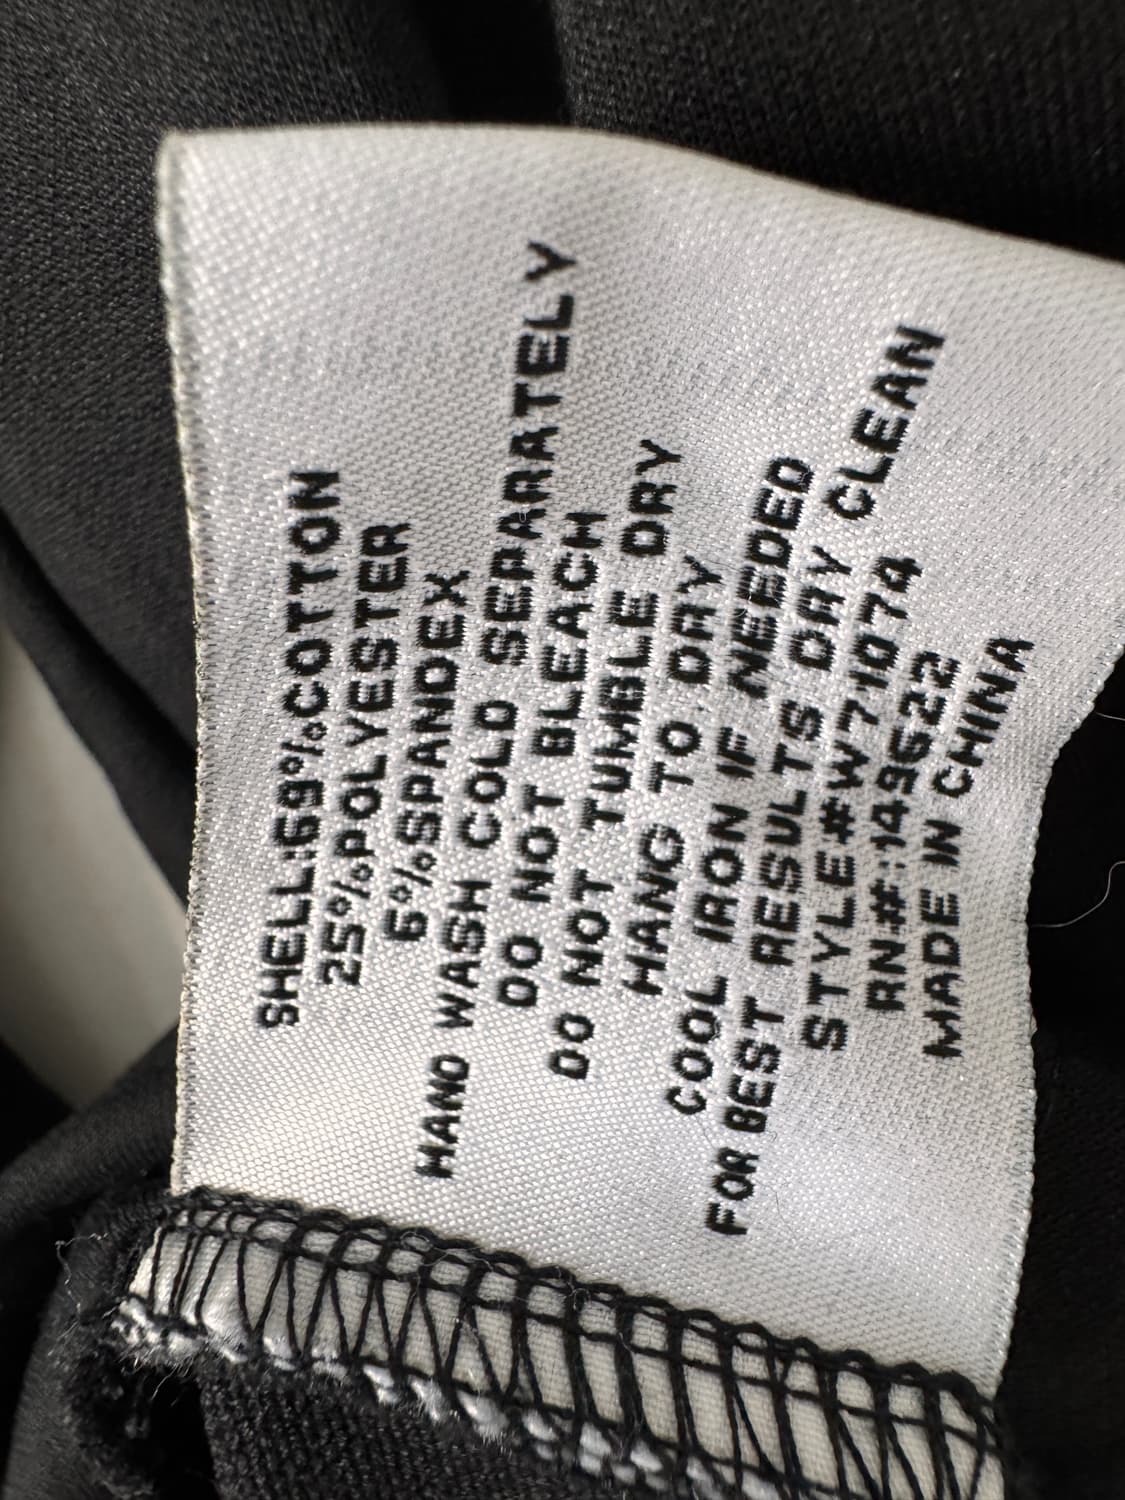 SHELL:69%COTTON
25%POLYESTER
6%SPANDEX
HAND WASH COLD SEPARATELY
DO NOT BLEACH
DO NOT TUMBLE DRY
HANG TO DRY
COOL IRON IF NEEDED
FOR BEST RESULTS DRY CLEAN
STYLE#W71074
RN#:149622
MADE IN CHINA